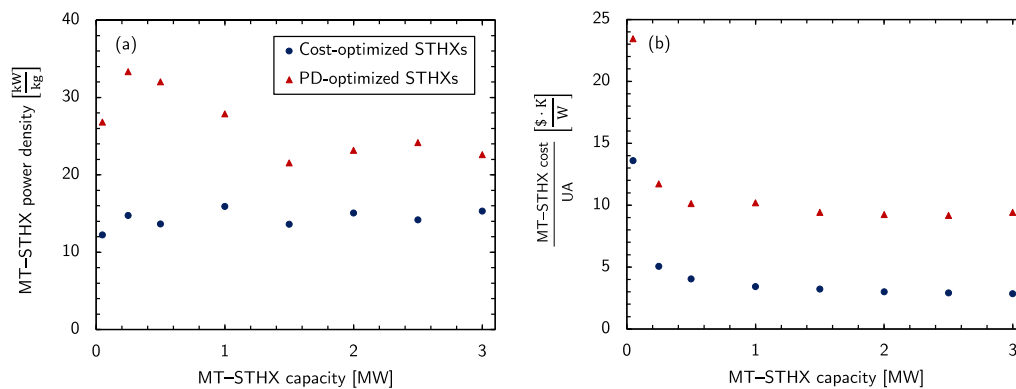 40
30
20
10
0
0
1
2
3
MT−STHX capacity [MW]
MT−STHX power density [kW/kg]
(a)
Cost-optimized STHXs
PD-optimized STHXs
25
20
15
10
5
0
0
1
2
3
MT−STHX capacity [MW]
MT−STHX cost
UA
[$ · K/W]
(b)